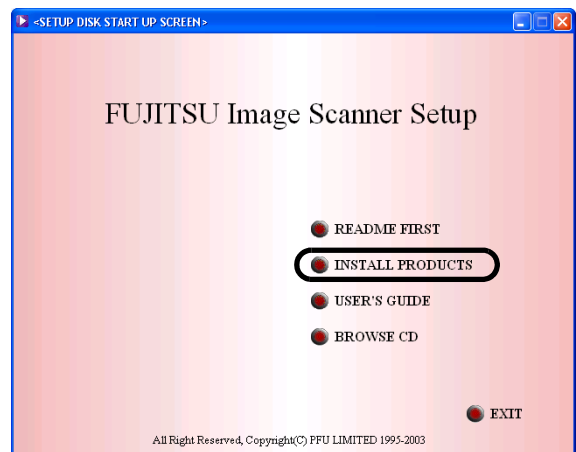 <SETUP DISK START UP SCREEN>
FUJITSU Image Scanner Setup
README FIRST
INSTALL PRODUCTS
USER'S GUIDE
BROWSE CD
EXIT
All Right Reserved, Copyright(C) PFU LIMITED 1995-2003